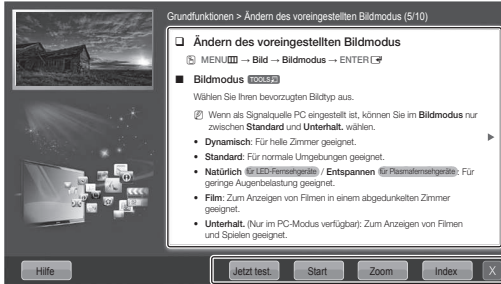 Grundfunktionen > Ändern des voreingestellten Bildmodus (5/10)
❑ Ändern des voreingestellten Bildmodus
MENU → Bild → Bildmodus → ENTER
■ Bildmodus TOOLS
Wählen Sie Ihren bevorzugten Bildtyp aus.
Wenn als Signalquelle PC eingestellt ist, können Sie im Bildmodus nur
zwischen Standard und Unterhalt. wählen.
• Dynamisch: Für helle Zimmer geeignet.
• Standard: Für normale Umgebungen geeignet.
• Natürlich für LED-Fernsehgeräte / Entspannen für Plasmafernsehgeräte: Für
geringe Augenbelastung geeignet.
• Film: Zum Anzeigen von Filmen in einem abgedunkelten Zimmer
geeignet.
• Unterhalt. (Nur im PC-Modus verfügbar): Zum Anzeigen von Filmen
und Spielen geeignet.
Hilfe Jetzt test. Start Zoom Index X